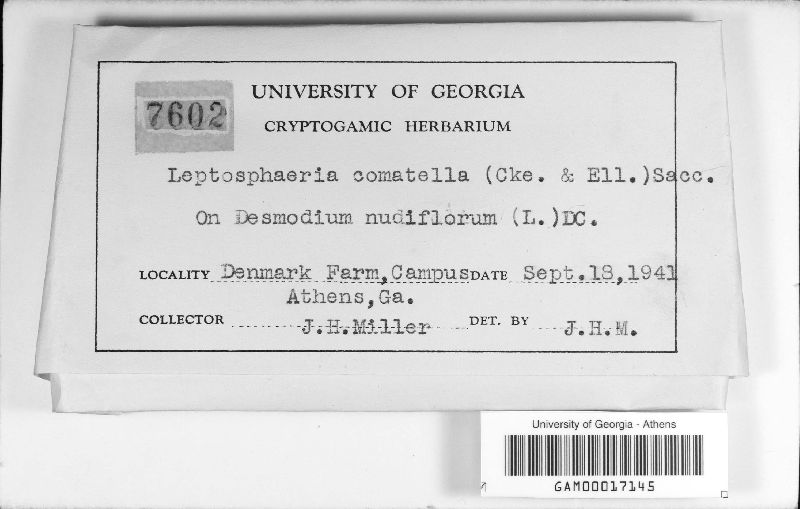 7602
UNIVERSITY OF GEORGIA
CRYPTOGAMIC HERBARIUM
Leptosphaeria comatella (Cke. & Ell.)Sacc.
On Desmodium nudiflorum (L.)DC.
LOCALITY Denmark Farm,Campus DATE Sept.18,1941
Athens,Ga.
COLLECTOR J.H.Miller DET. BY J.H.M.
University of Georgia - Athens
GAM00017145